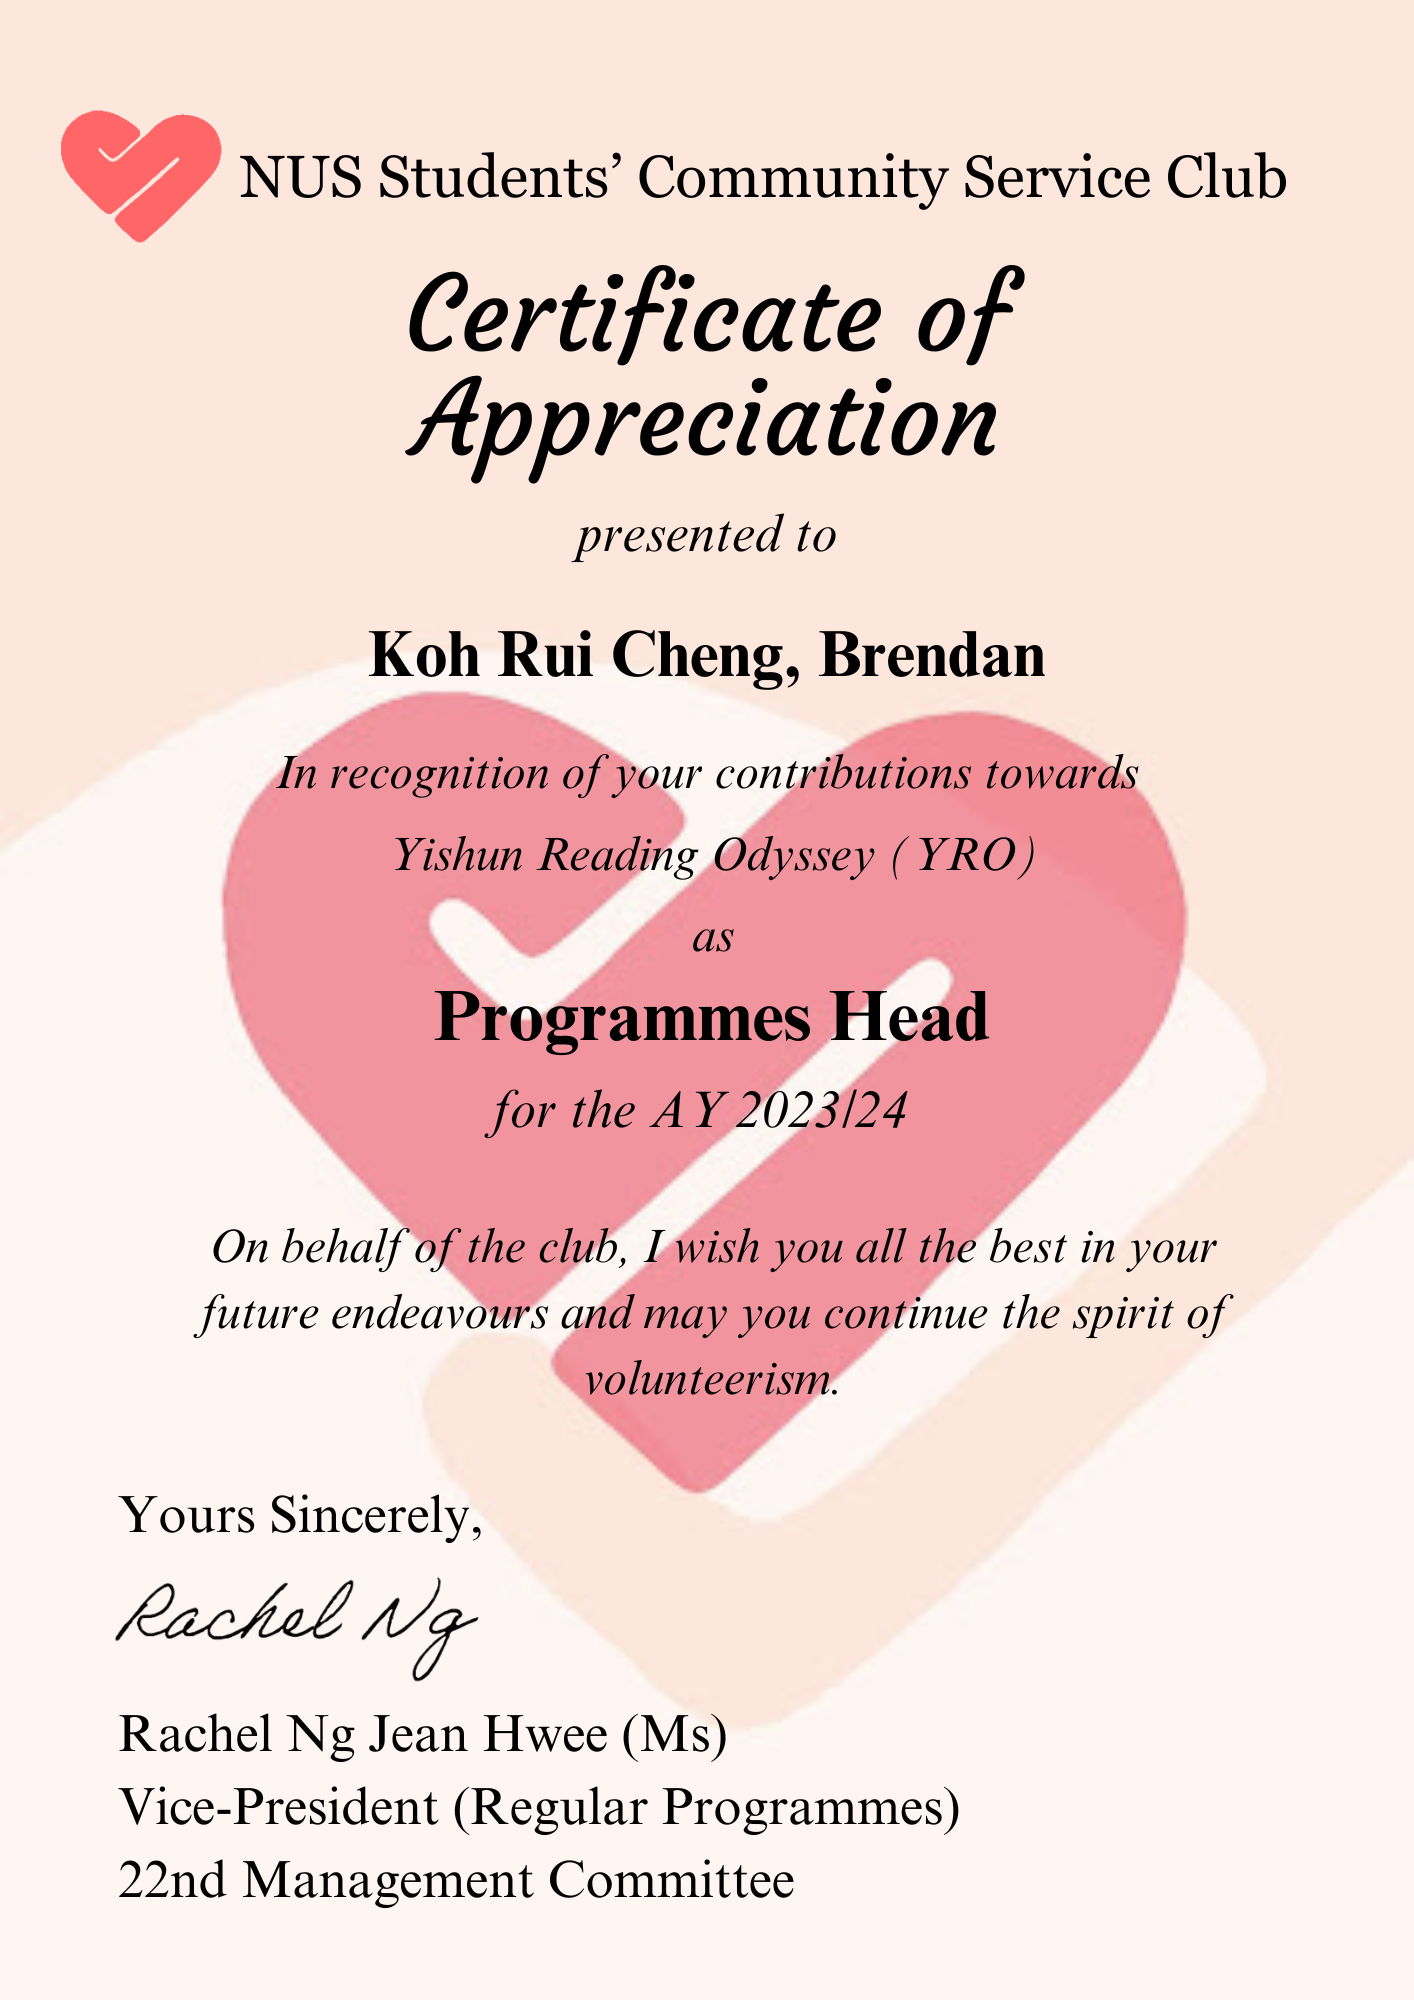 NUS Students’ Community Service Club
Certificate of
Appreciation
presented to
Koh Rui Cheng, Brendan
In recognition of your contributions towards
Yishun Reading Odyssey (YRO)
as
Programmes Head
for the AY 2023/24
On behalf of the club, I wish you all the best in your
future endeavours and may you continue the spirit of
volunteerism.
Yours Sincerely,
Rachel Ng
Rachel Ng Jean Hwee (Ms)
Vice-President (Regular Programmes)
22nd Management Committee